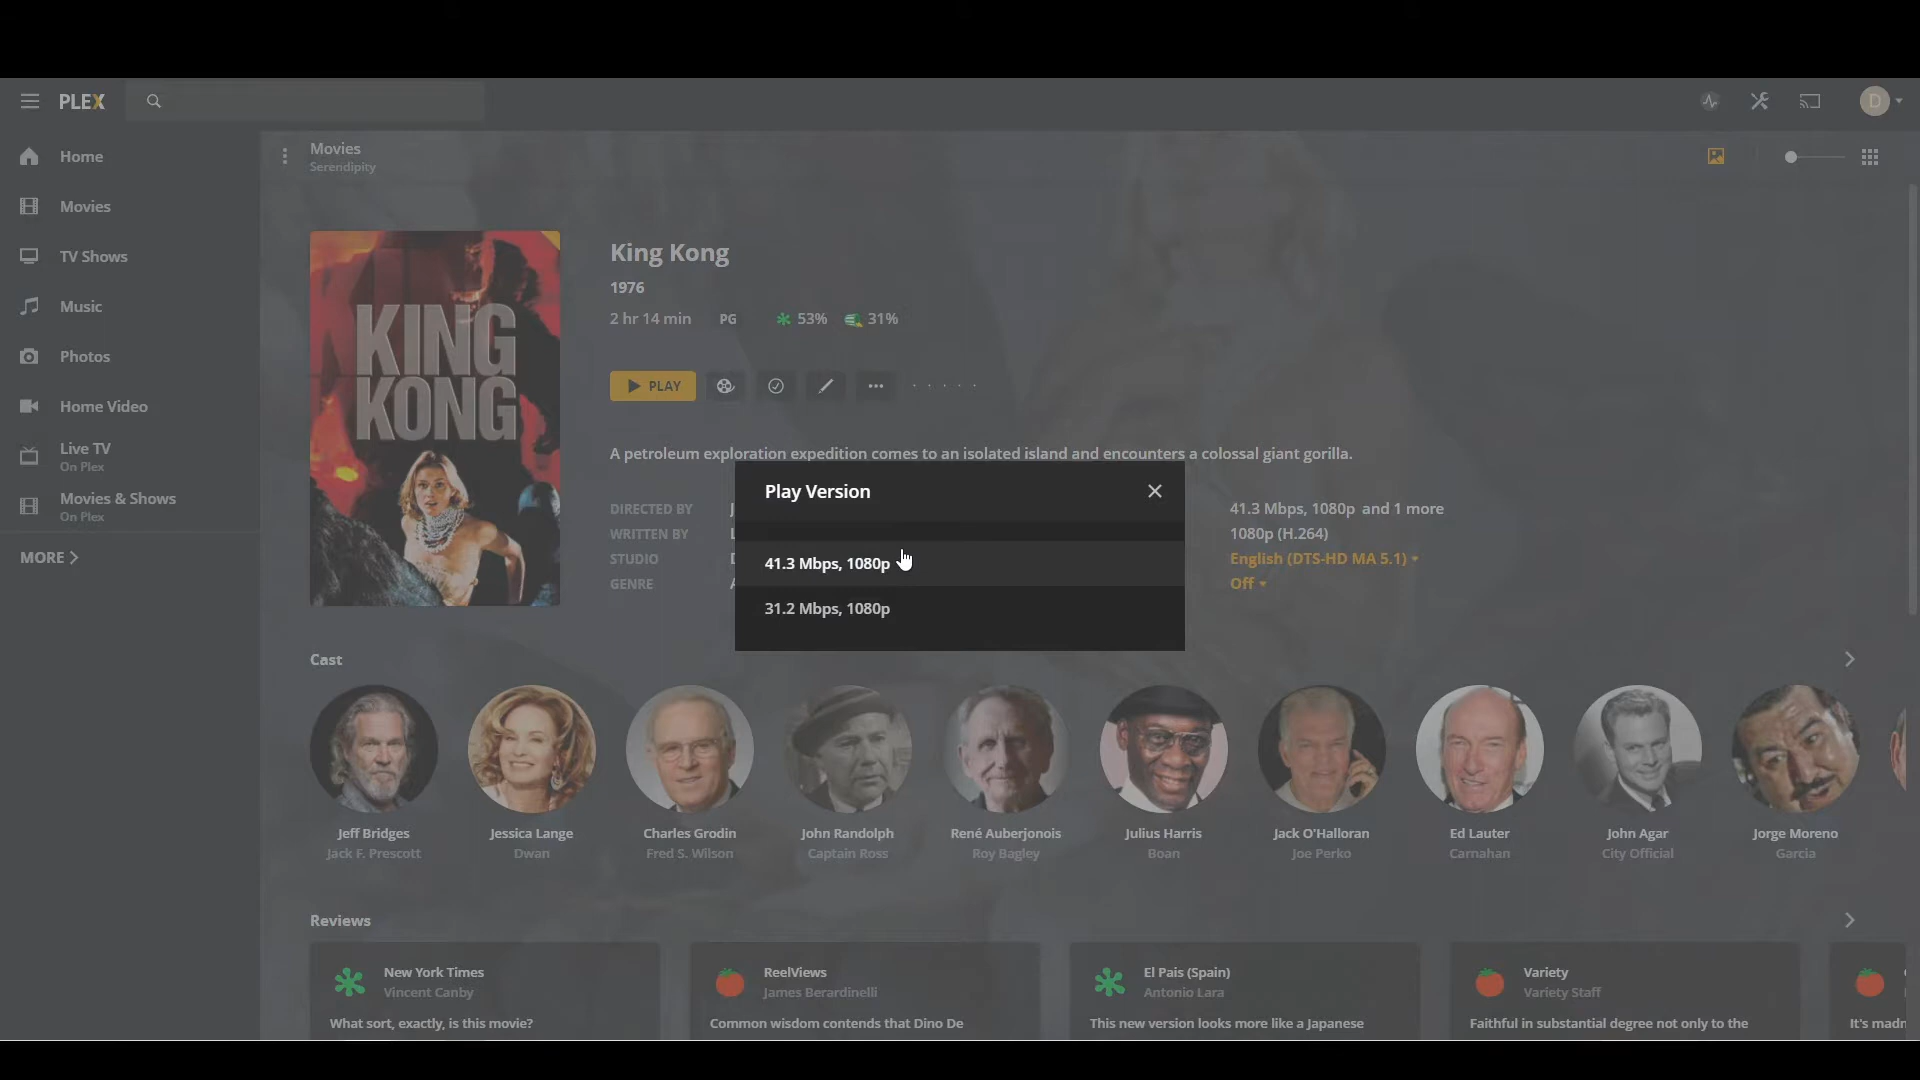 PLEX
D
Home
Movies
TV Shows
Music
Photos
Home Video
Live TV
On Plex
Movies & Shows
On Plex
MORE
Movies
Serendipity
KING
KONG
King Kong
1976
2 hr 14 min PG 53% 31%
PLAY
A petroleum exploration expedition comes to an isolated island and encounters a colossal giant gorilla.
DIRECTED BY
WRITTEN BY
STUDIO
GENRE
41.3 Mbps, 1080p and 1 more
1080p (H.264)
English (DTS-HD MA 5.1)
Off
Play Version
41.3 Mbps, 1080p
31.2 Mbps, 1080p
Cast
Jeff Bridges
Jack F. Prescott
Jessica Lange
Dwan
Charles Grodin
Fred S. Wilson
John Randolph
Captain Ross
René Auberjonois
Roy Bagley
Julius Harris
Boan
Jack O'Halloran
Joe Perko
Ed Lauter
Carnahan
John Agar
City Official
Jorge Moreno
Garcia
Reviews
New York Times
Vincent Canby
What sort, exactly, is this movie?
ReelViews
James Berardinelli
Common wisdom contends that Dino De
El Pais (Spain)
Antonio Lara
This new version looks more like a Japanese
Variety
Variety Staff
Faithful in substantial degree not only to the
It's